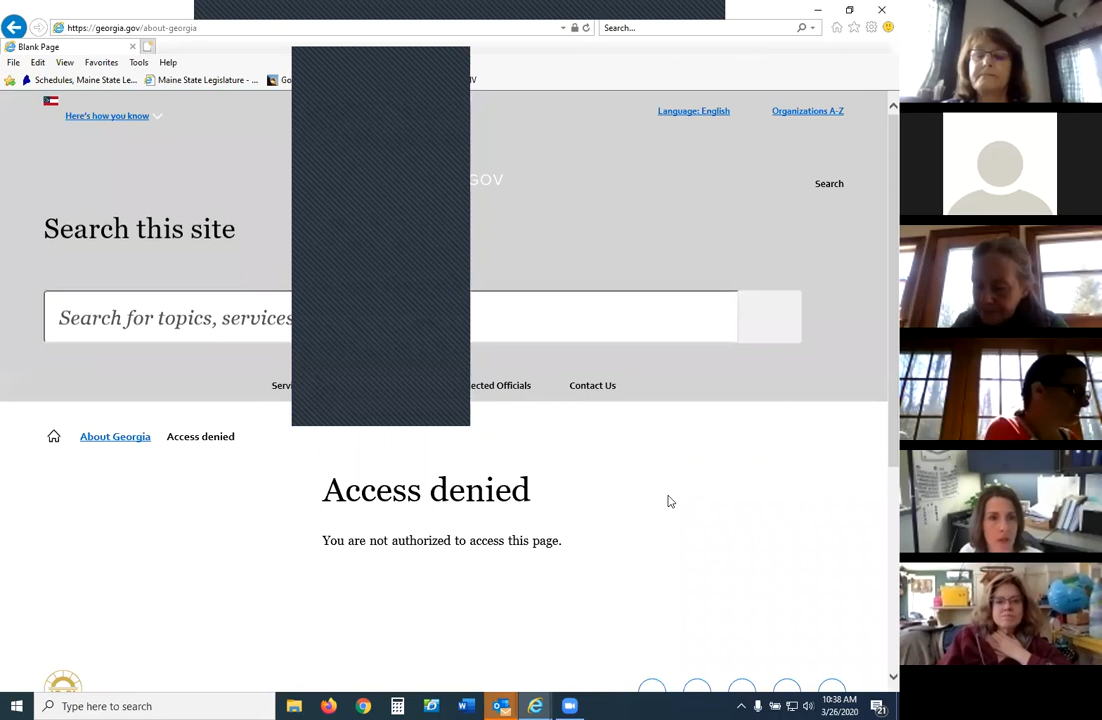 https://georgia.gov/about-georgia
Search...
Blank Page
File Edit View Favorites Tools Help
Schedules, Maine State Le... Maine State Legislature - ...
Here's how you know
Language: English Organizations A-Z
GOV
Search
Search this site
Search for topics, services
Contact Us
About Georgia Access denied
Access denied
You are not authorized to access this page.
Type here to search
10:38 AM
3/26/2020
21